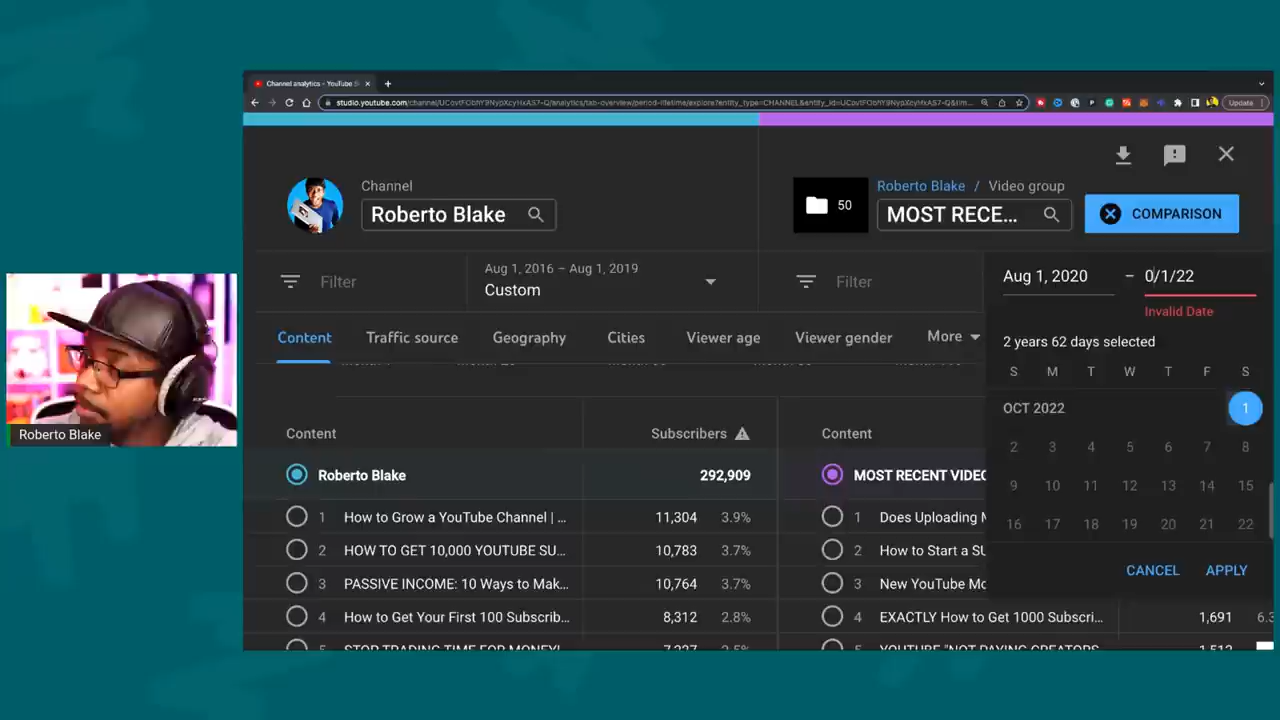 Channel analytics - YouTube S
studio.youtube.com/channel/UCovtFObhY9NypXcyHxAS7-Q/analytics/tab-overview/period-lifetime/explore?entity_type=CHANNEL&entity_id=
Update
Channel
Roberto Blake
50
Roberto Blake / Video group
MOST RECE...
COMPARISON
Filter
Aug 1, 2016 – Aug 1, 2019
Custom
Filter
Aug 1, 2020 – 0/1/22
Invalid Date
2 years 62 days selected
Content
Traffic source
Geography
Cities
Viewer age
Viewer gender
More
S M T W T F S
OCT 2022 1
2 3 4 5 6 7 8
9 10 11 12 13 14 15
16 17 18 19 20 21 22
CANCEL APPLY
Content Subscribers
Roberto Blake 292,909
1 How to Grow a YouTube Channel | ... 11,304 3.9%
2 HOW TO GET 10,000 YOUTUBE SU... 10,783 3.7%
3 PASSIVE INCOME: 10 Ways to Mak... 10,764 3.7%
4 How to Get Your First 100 Subscrib... 8,312 2.8%
Content
MOST RECENT VIDEO
1 Does Uploading M
2 How to Start a SU
3 New YouTube Mo
4 EXACTLY How to Get 1000 Subscri... 1,691 6.3
Roberto Blake